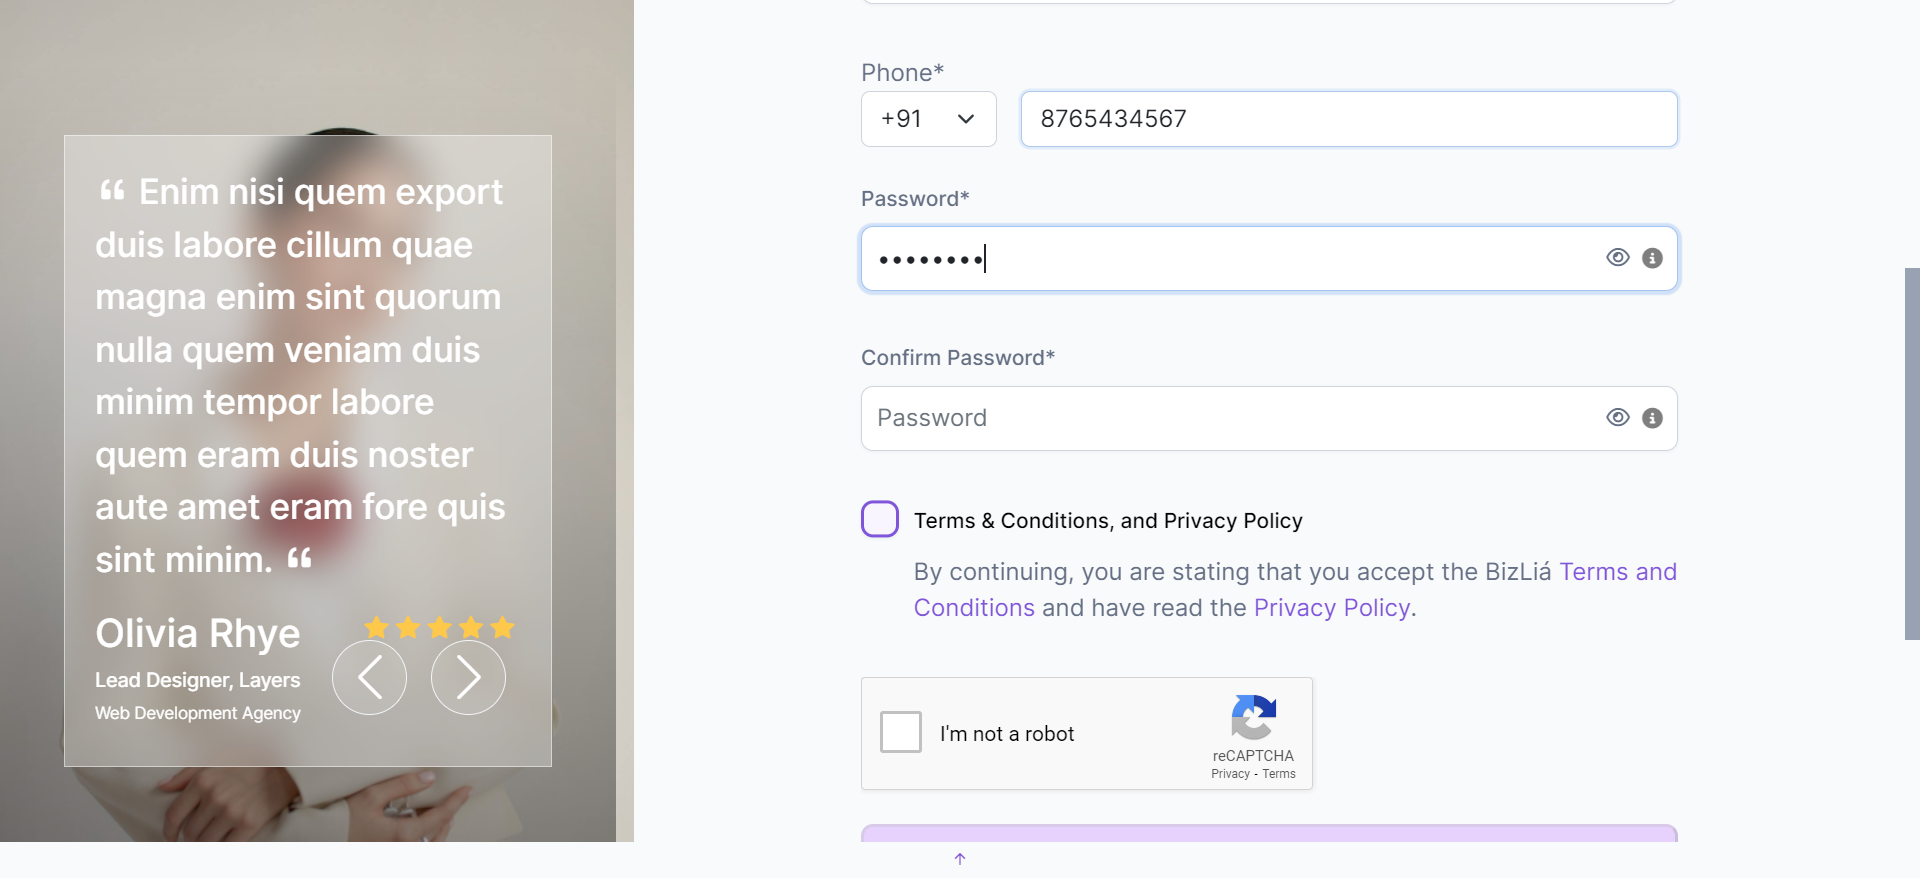 “ Enim nisi quem export
duis labore cillum quae
magna enim sint quorum
nulla quem veniam duis
minim tempor labore
quem eram duis noster
aute amet eram fore quis
sint minim. “
Olivia Rhye
Lead Designer, Layers
Web Development Agency
Phone*
+91
8765434567
Password*
••••••••
Confirm Password*
Password
Terms & Conditions, and Privacy Policy
By continuing, you are stating that you accept the BizLiá Terms and
Conditions and have read the Privacy Policy.
I'm not a robot
reCAPTCHA
Privacy - Terms